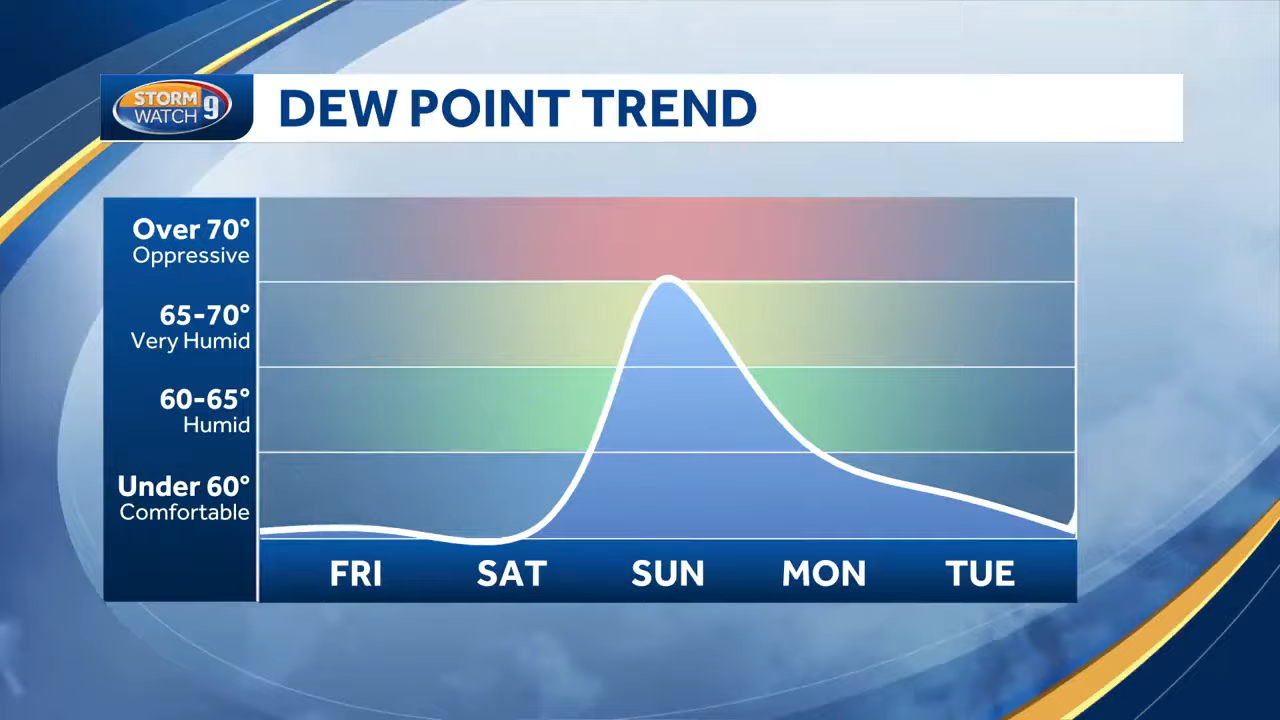 STORM
WATCH 9
DEW POINT TREND
Over 70°
Oppressive
65-70°
Very Humid
60-65°
Humid
Under 60°
Comfortable
FRI SAT SUN MON TUE